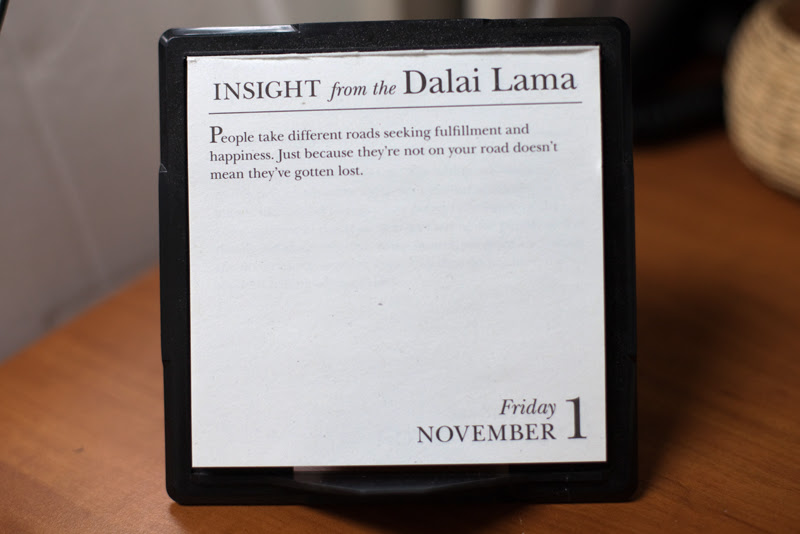 INSIGHT from the Dalai Lama
People take different roads seeking fulfillment and
happiness. Just because they're not on your road doesn't
mean they've gotten lost.
Friday
NOVEMBER 1